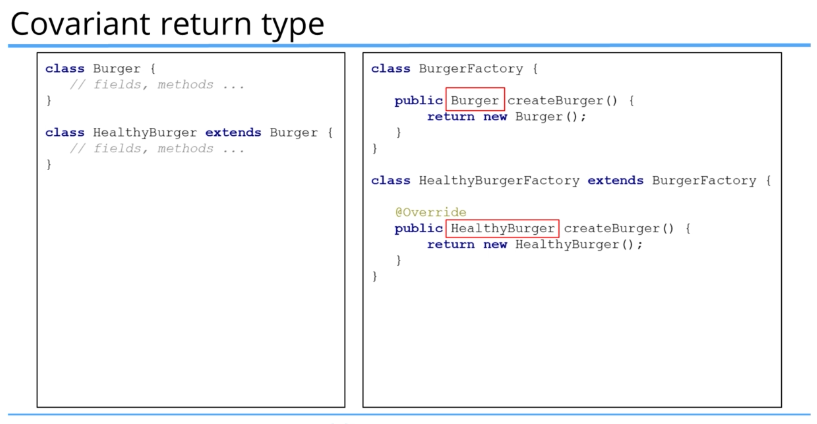 Covariant return type
class Burger {
// fields, methods ...
}
class HealthyBurger extends Burger {
// fields, methods ...
}
class BurgerFactory {
public Burger createBurger() {
return new Burger();
}
}
class HealthyBurgerFactory extends BurgerFactory {
@Override
public HealthyBurger createBurger() {
return new HealthyBurger();
}
}